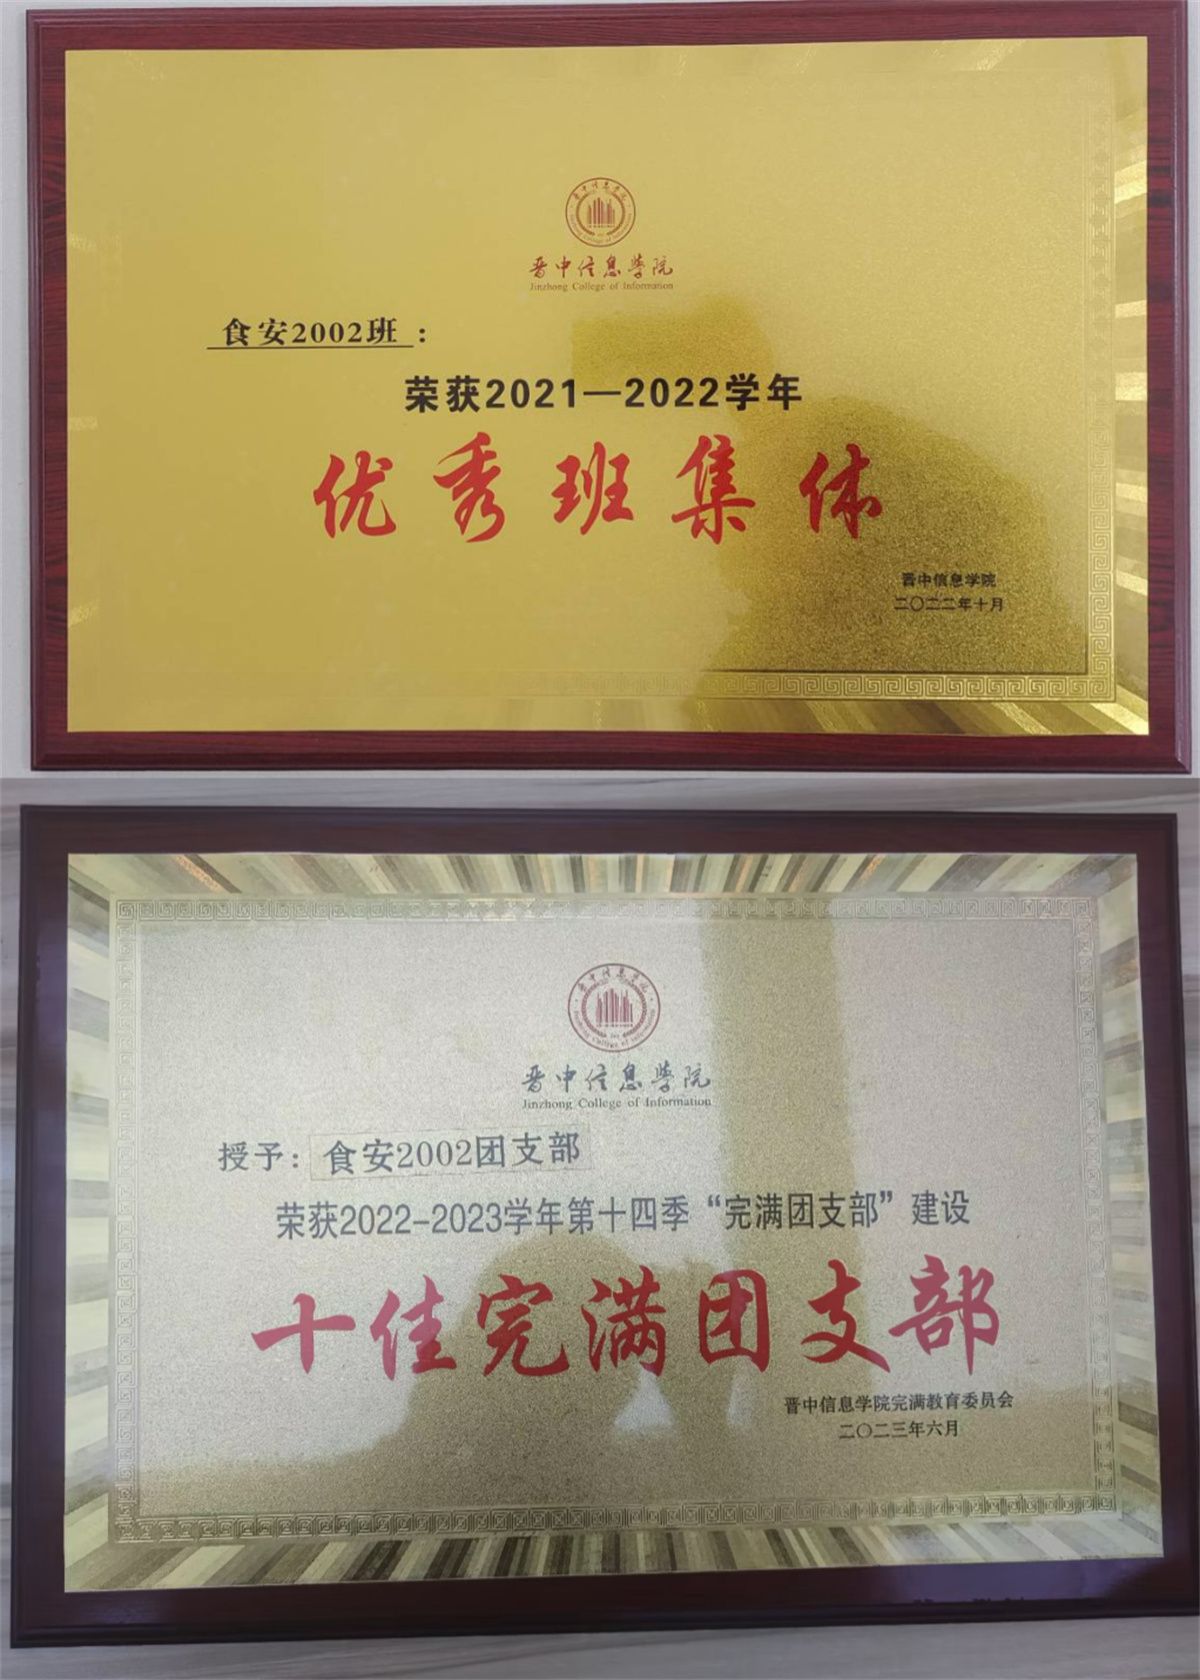 晋中信息学院
Jinzhong College of Information
食安2002班：
荣获2021—2022学年
优秀班集体
晋中信息学院
二〇二二年十月
晋中信息学院
Jinzhong College of Information
授予：食安2002团支部
荣获2022-2023学年第十四季“完满团支部”建设
十佳完满团支部
晋中信息学院完满教育委员会
二〇二三年六月